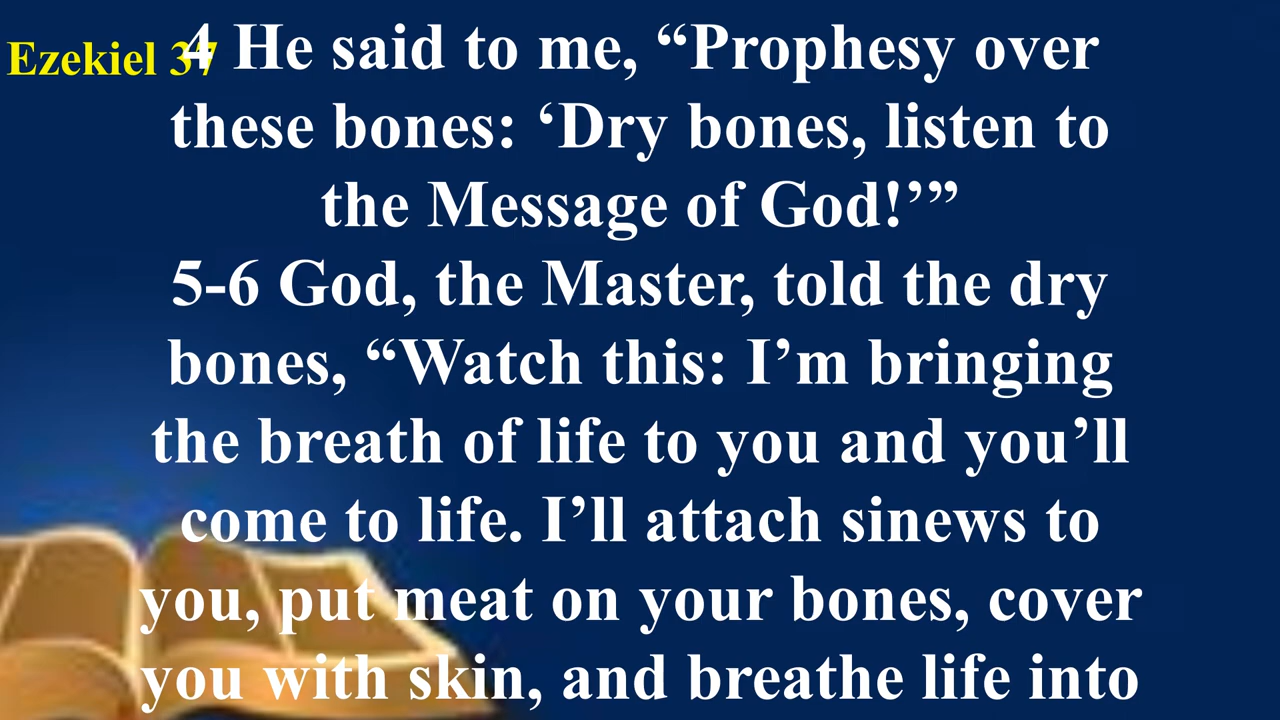 Ezekiel 37
4 He said to me, “Prophesy over
these bones: ‘Dry bones, listen to
the Message of God!’”
5-6 God, the Master, told the dry
bones, “Watch this: I’m bringing
the breath of life to you and you’ll
come to life. I’ll attach sinews to
you, put meat on your bones, cover
you with skin, and breathe life into